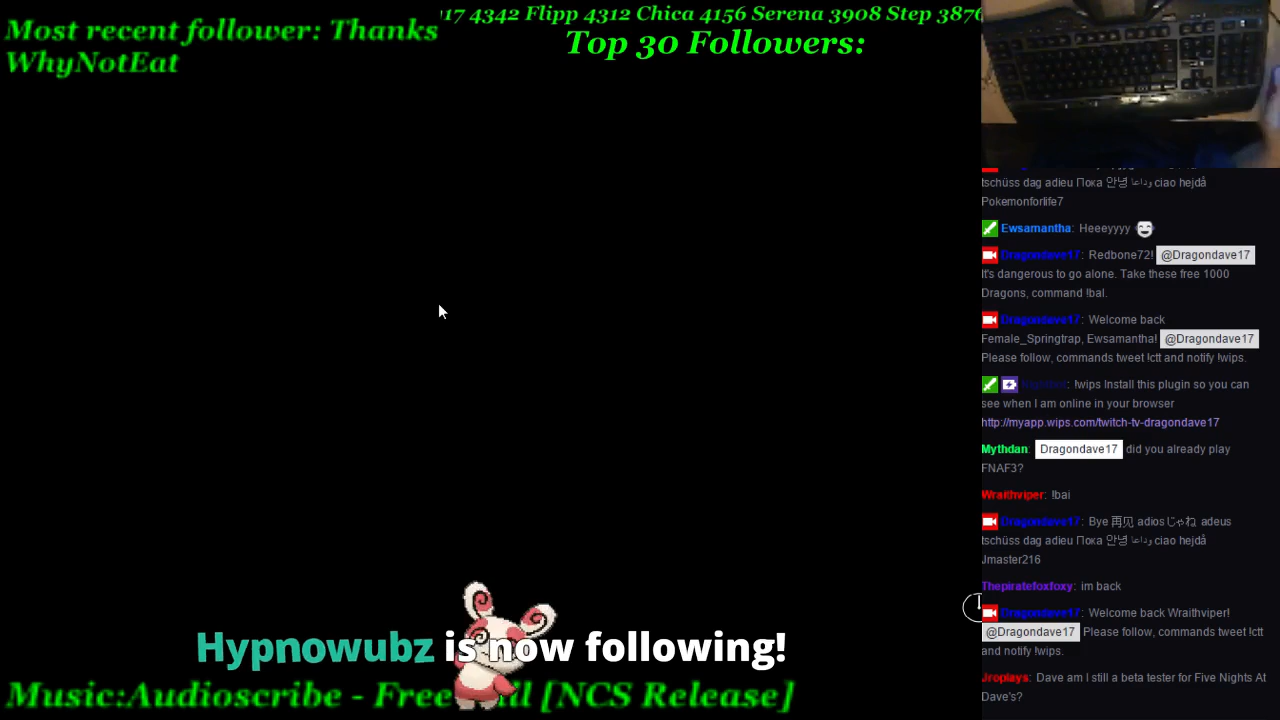 ɹ17 4342 Flipp 4312 Chica 4156 Serena 3908 Step 3876
Most recent follower: Thanks
WhyNotEat
Top 30 Followers:
tschüss dag adieu Пока 안녕 وداعا ciao hejdå
Pokemonforlife7
Ewsamantha: Heeeyyyy
Dragondave17: Redbone72! @Dragondave17
It's dangerous to go alone. Take these free 1000
Dragons, command !bal.
Dragondave17: Welcome back
Female_Springtrap, Ewsamantha! @Dragondave17
Please follow, commands tweet !ctt and notify !wips.
!wips Install this plugin so you can
see when I am online in your browser
http://myapp.wips.com/twitch-tv-dragondave17
Mythdan: Dragondave17 did you already play
FNAF3?
Wraithviper: !bai
Dragondave17: Bye 再见 adios じゃね adeus
tschüss dag adieu Пока 안녕 وداعا ciao hejdå
Jmaster216
Thepiratefoxfoxy: im back
Dragondave17: Welcome back Wraithviper!
@Dragondave17 Please follow, commands tweet !ctt
and notify !wips.
Jroplays: Dave am I still a beta tester for Five Nights At
Dave's?
Hypnowubz is now following!
Music:Audioscribe - Free [NCS Release]